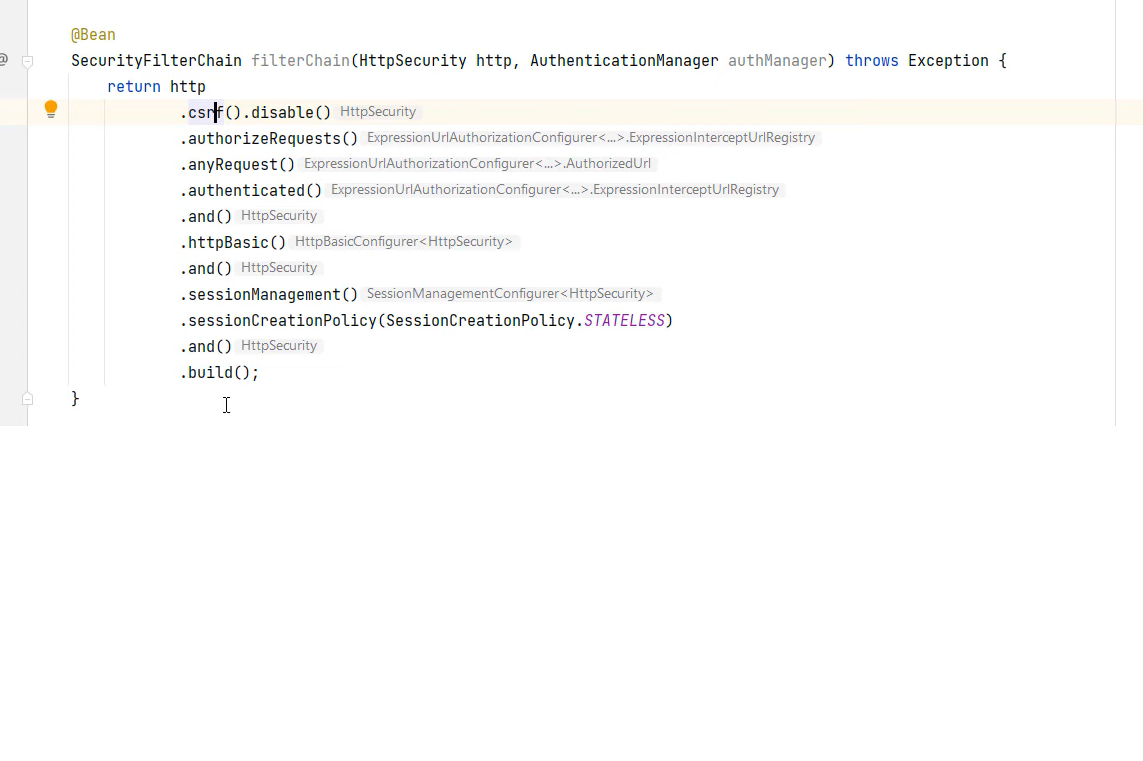 @Bean
SecurityFilterChain filterChain(HttpSecurity http, AuthenticationManager authManager) throws Exception {
return http
.csrf().disable() HttpSecurity
.authorizeRequests() ExpressionUrlAuthorizationConfigurer<...>.ExpressionInterceptUrlRegistry
.anyRequest() ExpressionUrlAuthorizationConfigurer<...>.AuthorizedUrl
.authenticated() ExpressionUrlAuthorizationConfigurer<...>.ExpressionInterceptUrlRegistry
.and() HttpSecurity
.httpBasic() HttpBasicConfigurer<HttpSecurity>
.and() HttpSecurity
.sessionManagement() SessionManagementConfigurer<HttpSecurity>
.sessionCreationPolicy(SessionCreationPolicy.STATELESS)
.and() HttpSecurity
.build();
}